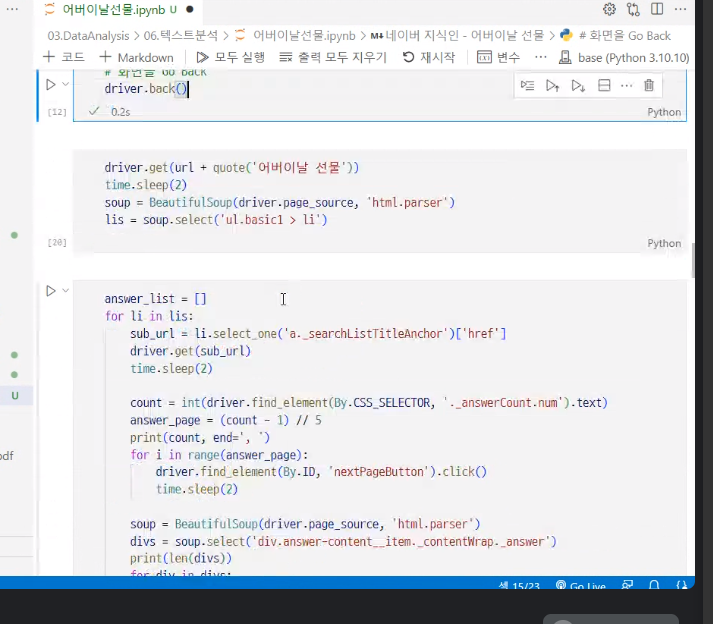 어버이날선물.ipynb U
03.DataAnalysis > 06.텍스트분석 > 어버이날선물.ipynb > M↓네이버 지식인 - 어버이날 선물 > # 화면을 Go Back
+ 코드 + Markdown 모두 실행 출력 모두 지우기 재시작 변수 ... base (Python 3.10.10)
# 화면을 Go Back
driver.back()
[12] 0.2s Python
driver.get(url + quote('어버이날 선물'))
time.sleep(2)
soup = BeautifulSoup(driver.page_source, 'html.parser')
lis = soup.select('ul.basic1 > li')
[20] Python
answer_list = []
for li in lis:
sub_url = li.select_one('a._searchListTitleAnchor')['href']
driver.get(sub_url)
time.sleep(2)
count = int(driver.find_element(By.CSS_SELECTOR, '._answerCount.num').text)
answer_page = (count - 1) // 5
print(count, end=', ')
for i in range(answer_page):
driver.find_element(By.ID, 'nextPageButton').click()
time.sleep(2)
U
odf
soup = BeautifulSoup(driver.page_source, 'html.parser')
divs = soup.select('div.answer-content__item._contentWrap._answer')
print(len(divs))
for div in divs:
셀 15/23 Go Live